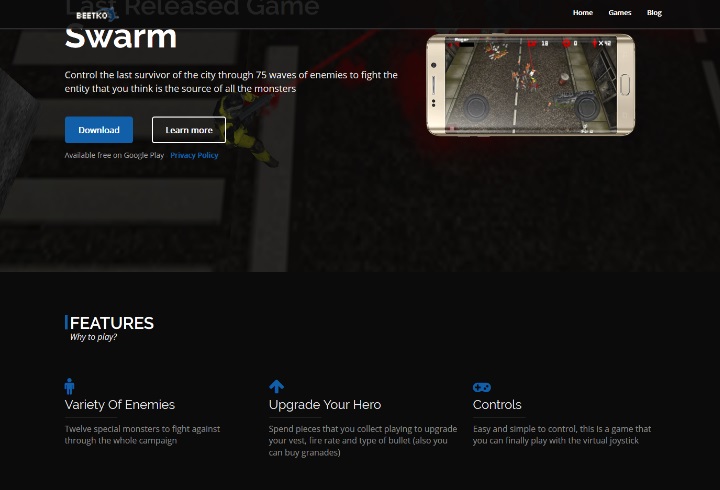 Last Released Game
BEETKO
Home Games Blog
Swarm
Control the last survivor of the city through 75 waves of enemies to fight the
entity that you think is the source of all the monsters
Download
Learn more
Available free on Google Play Privacy Policy
FEATURES
Why to play?
Variety Of Enemies
Twelve special monsters to fight against
through the whole campaign
Upgrade Your Hero
Spend pieces that you collect playing to upgrade
your vest, fire rate and type of bullet (also you
can buy granades)
Controls
Easy and simple to control, this is a game that
you can finally play with the virtual joystick